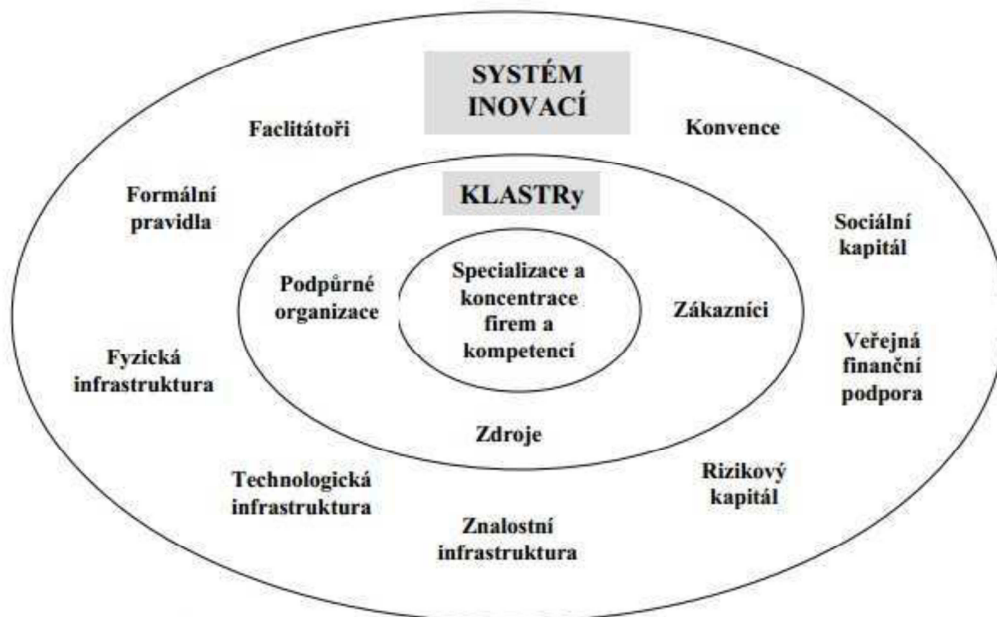 SYSTÉM
INOVACÍ
Faclitátoři
Konvence
Formální
pravidla
KLASTRy
Sociální
kapitál
Podpůrné
organizace
Specializace a
koncentrace
firem a
kompetencí
Zákazníci
Fyzická
infrastruktura
Veřejná
finanční
podpora
Zdroje
Technologická
infrastruktura
Rizikový
kapitál
Znalostní
infrastruktura